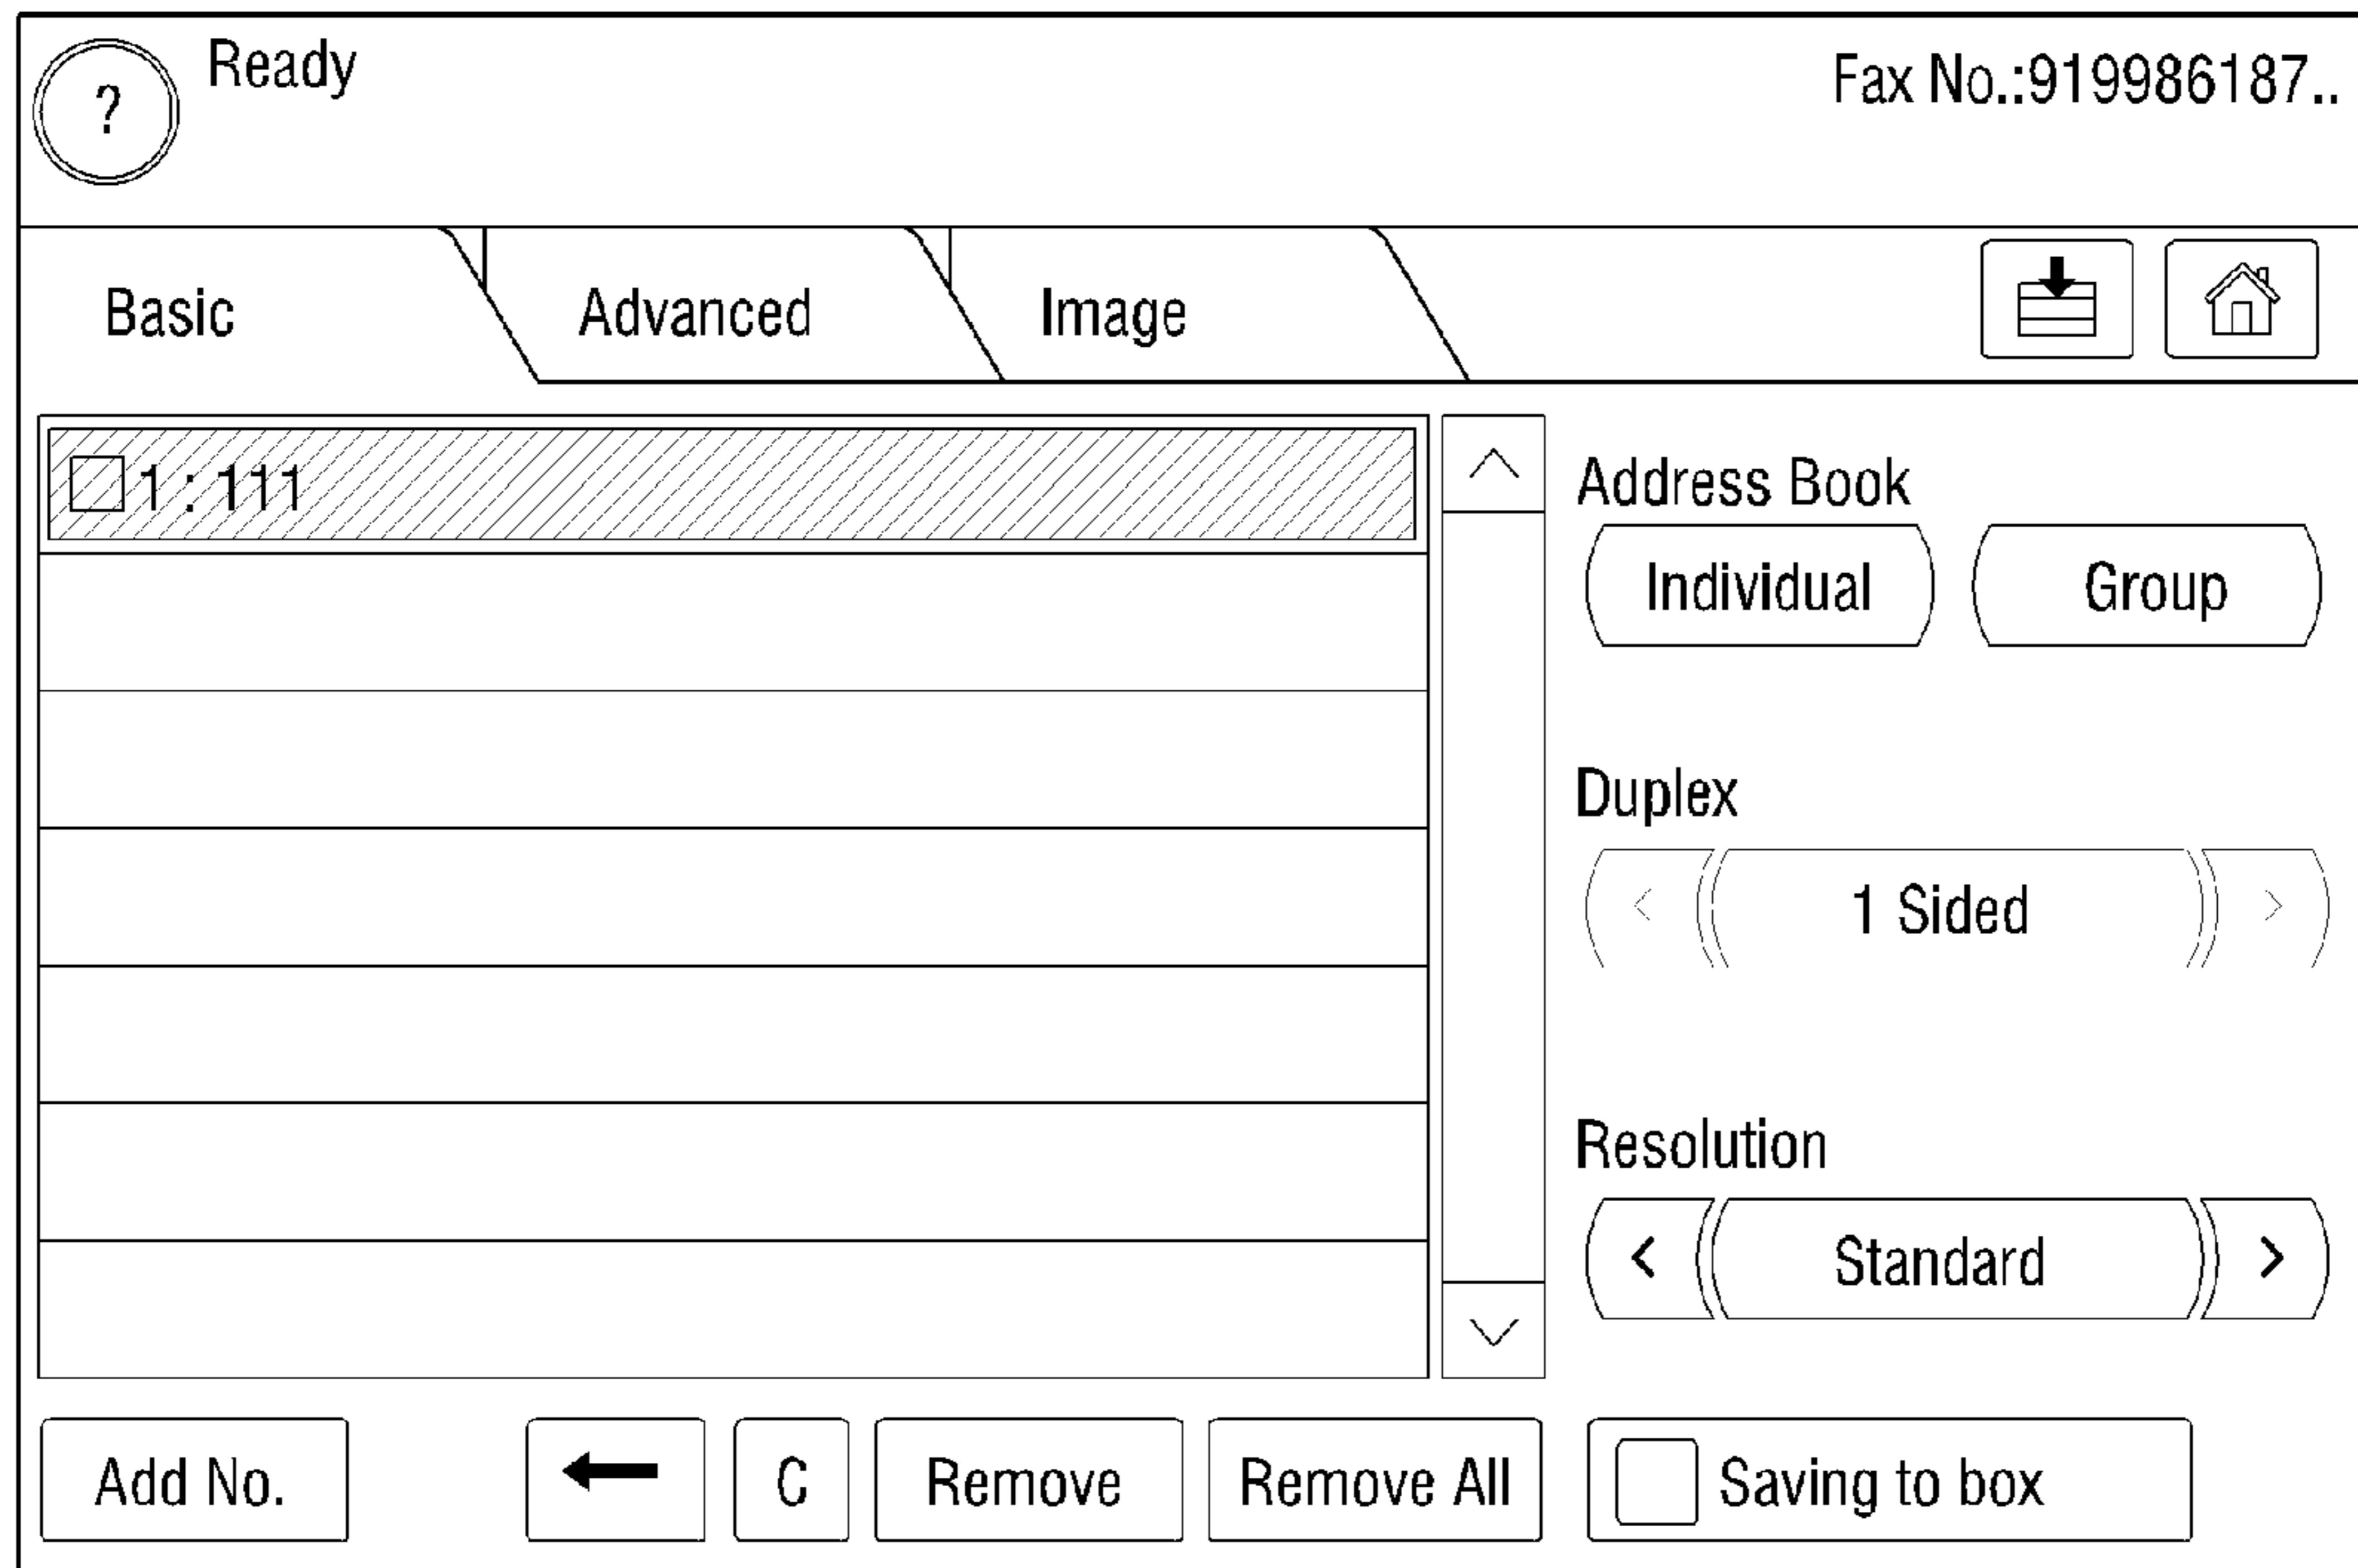 ?
Ready
Fax No.:919986187..
Basic
Advanced
Image
1 : 111
Address Book
Individual
Group
Duplex
< 1 Sided >
Resolution
< Standard >
Add No.
C
Remove
Remove All
Saving to box